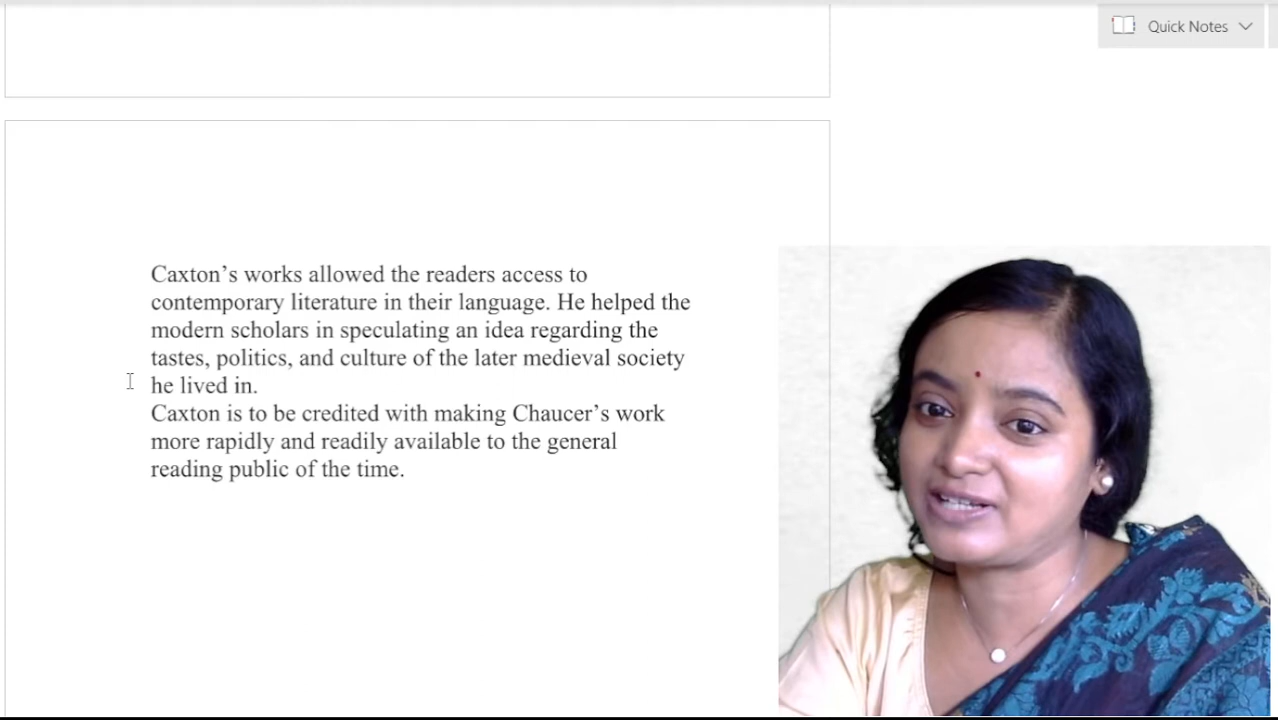 Quick Notes
Caxton’s works allowed the readers access to
contemporary literature in their language. He helped the
modern scholars in speculating an idea regarding the
tastes, politics, and culture of the later medieval society
he lived in.
Caxton is to be credited with making Chaucer’s work
more rapidly and readily available to the general
reading public of the time.